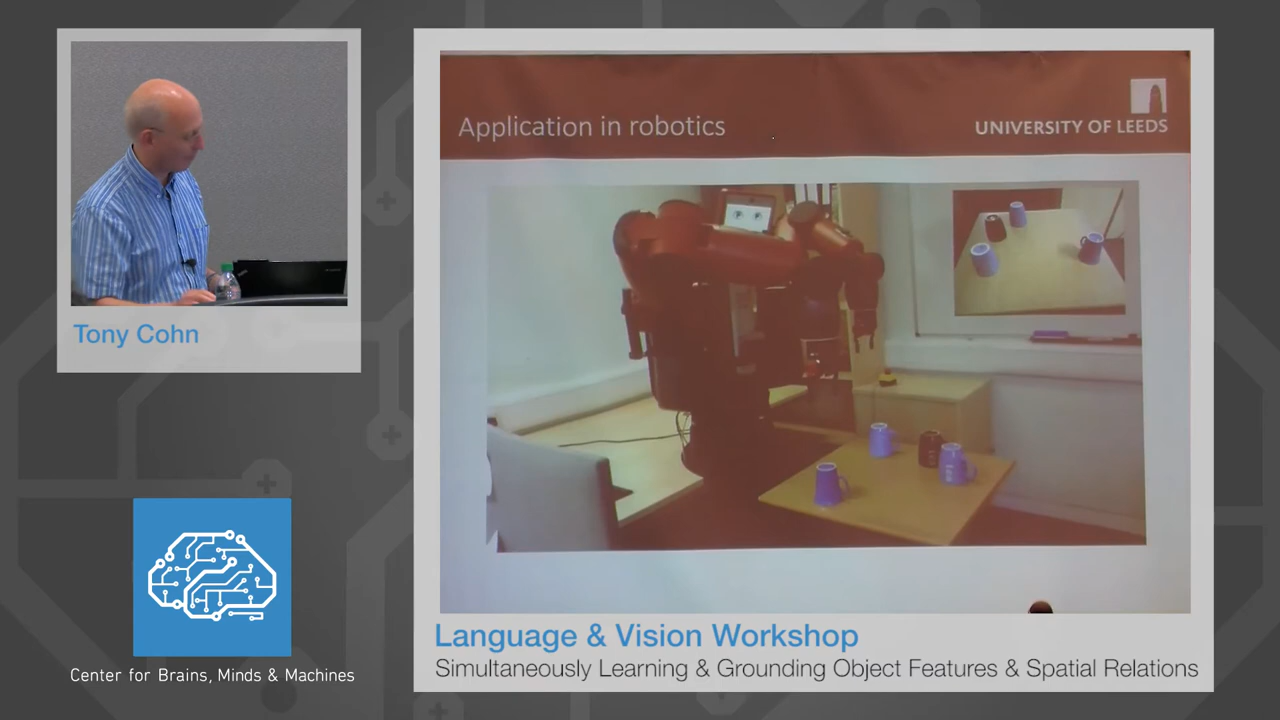 Application in robotics
UNIVERSITY OF LEEDS
Tony Cohn
Language & Vision Workshop
Simultaneously Learning & Grounding Object Features & Spatial Relations
Center for Brains, Minds & Machines